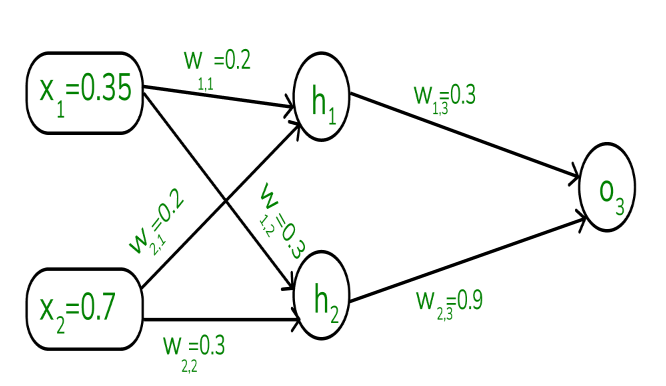 w₁,₁=0.2
x₁=0.35
h₁
w₁,₃=0.3
o₃
w₂,₁=0.2
w₁,₂=0.3
x₂=0.7
h₂
w₂,₃=0.9
w₂,₂=0.3